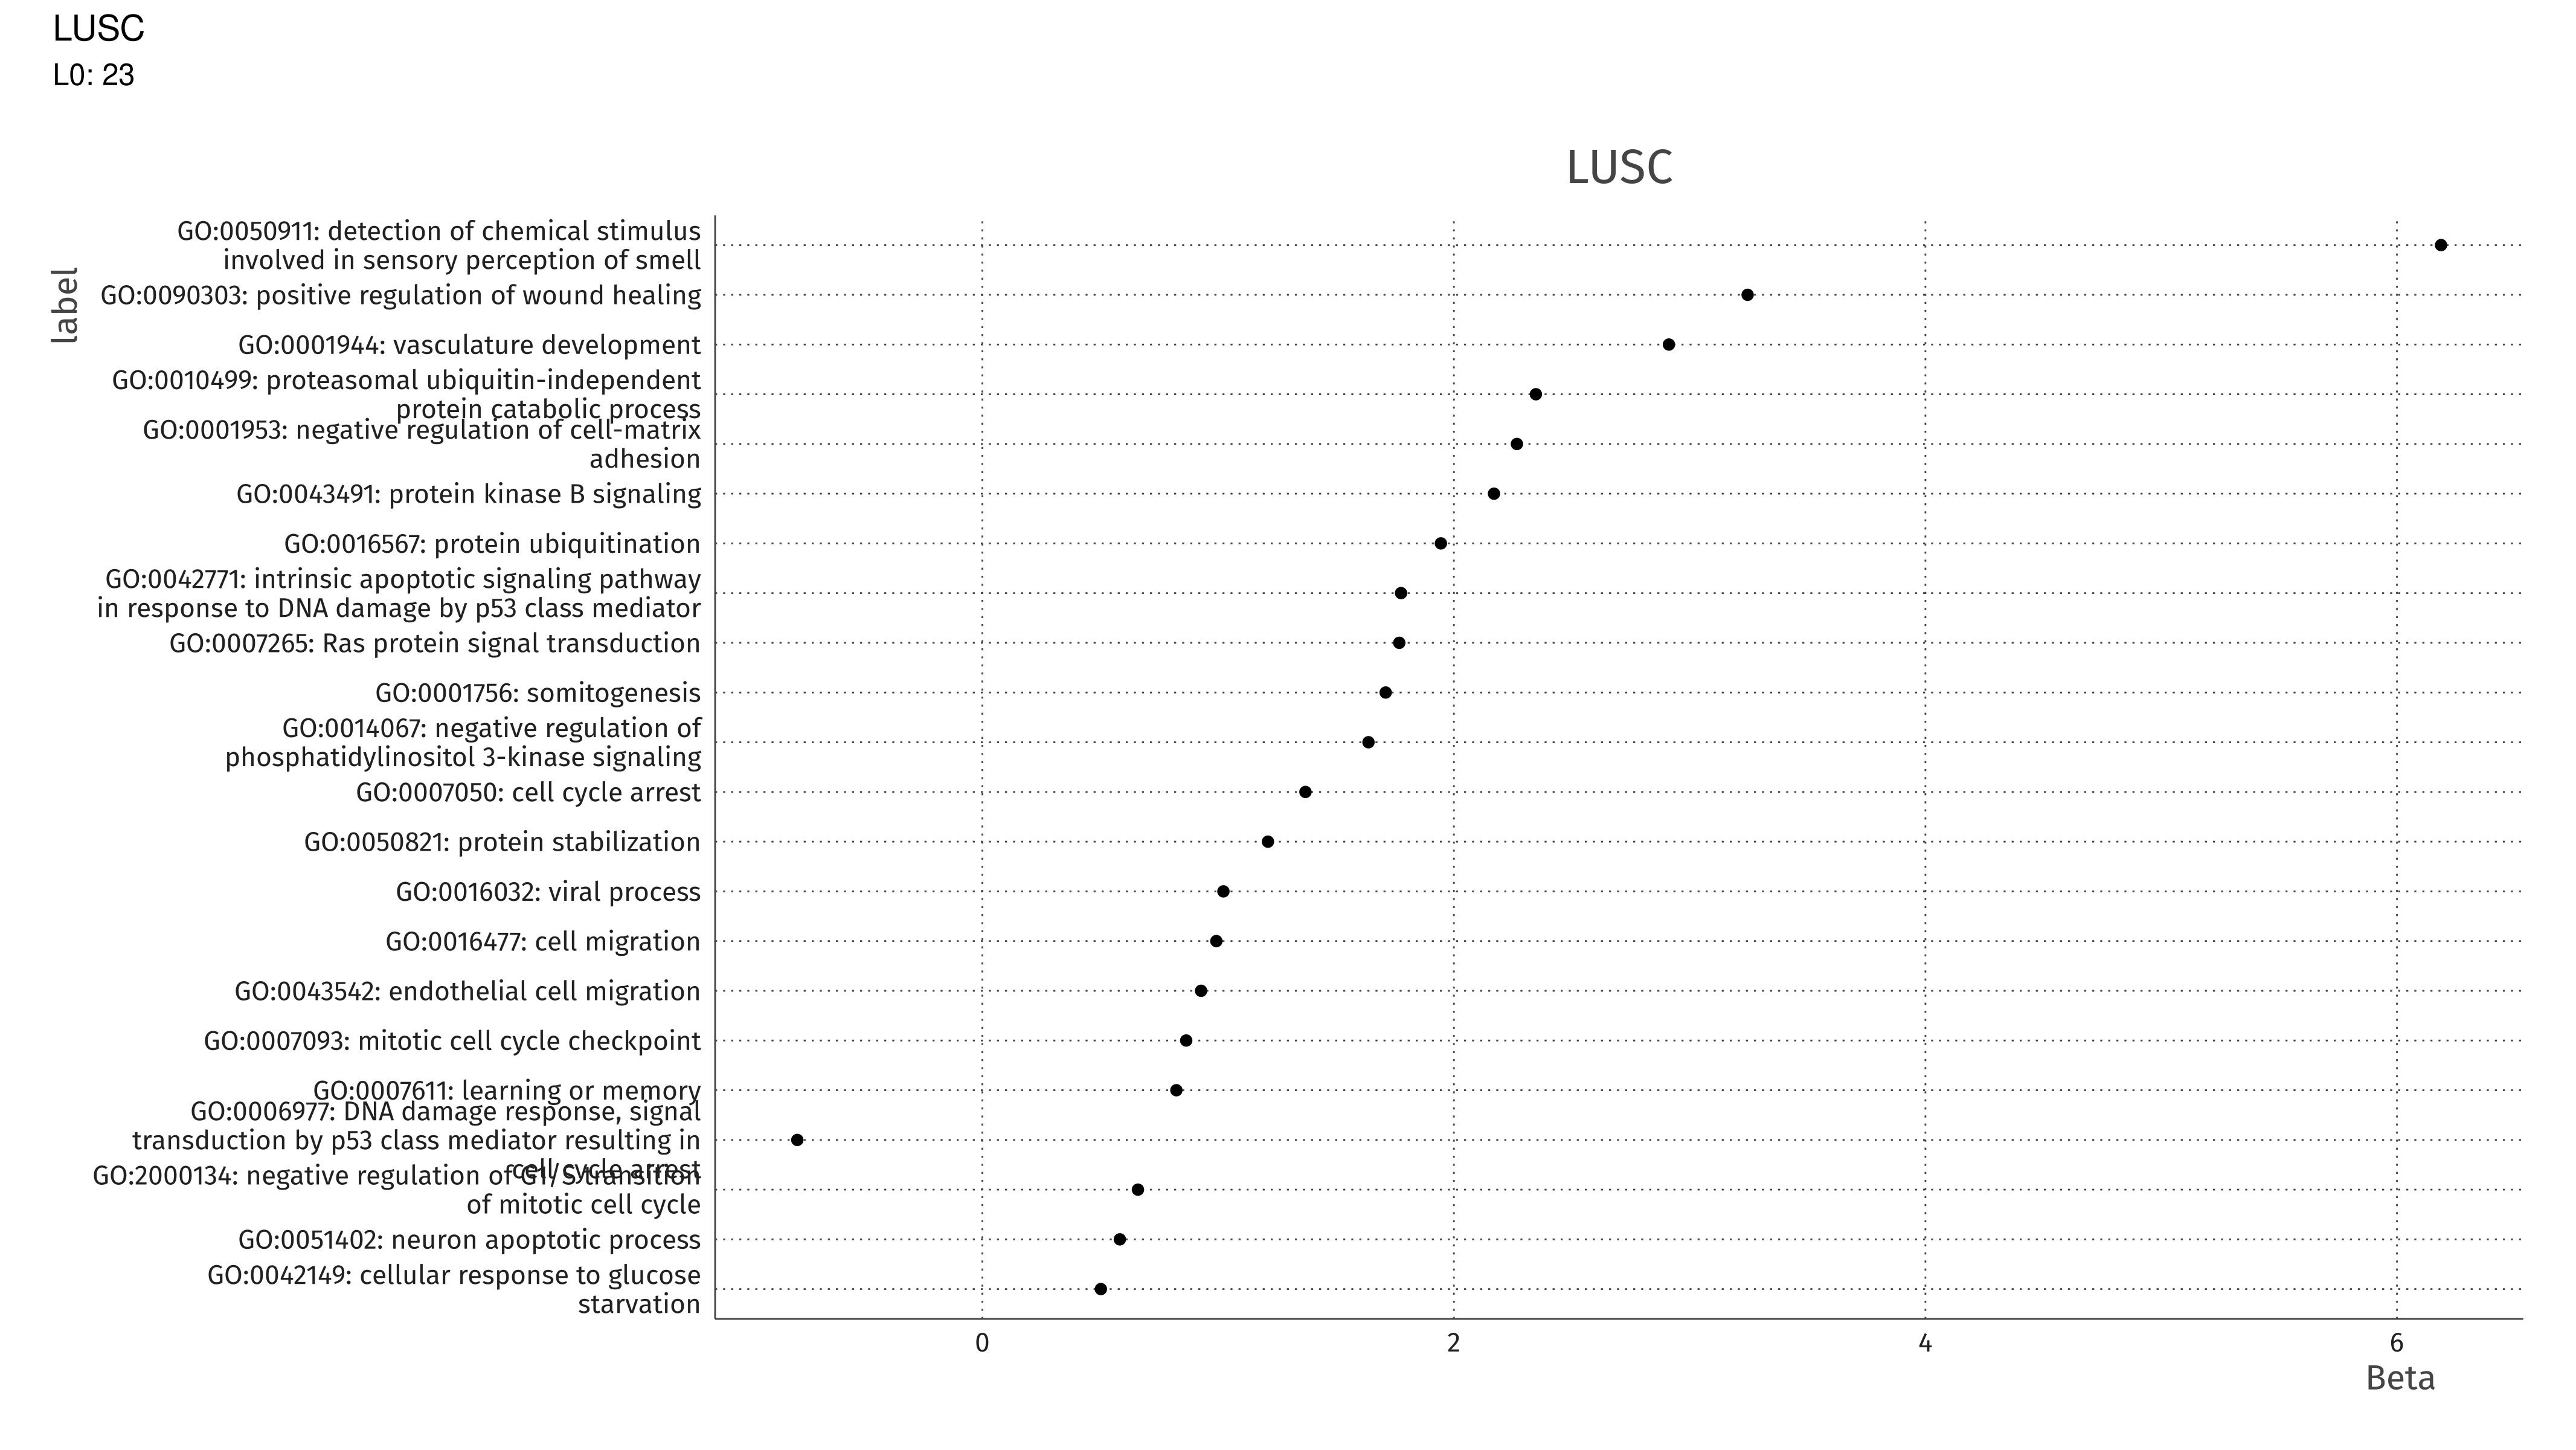 LUSC
L0: 23
LUSC
label
GO:0050911: detection of chemical stimulus
involved in sensory perception of smell
GO:0090303: positive regulation of wound healing
GO:0001944: vasculature development
GO:0010499: proteasomal ubiquitin-independent
protein catabolic process
GO:0001953: negative regulation of cell-matrix
adhesion
GO:0043491: protein kinase B signaling
GO:0016567: protein ubiquitination
GO:0042771: intrinsic apoptotic signaling pathway
in response to DNA damage by p53 class mediator
GO:0007265: Ras protein signal transduction
GO:0001756: somitogenesis
GO:0014067: negative regulation of
phosphatidylinositol 3-kinase signaling
GO:0007050: cell cycle arrest
GO:0050821: protein stabilization
GO:0016032: viral process
GO:0016477: cell migration
GO:0043542: endothelial cell migration
GO:0007093: mitotic cell cycle checkpoint
GO:0007611: learning or memory
GO:0006977: DNA damage response, signal
transduction by p53 class mediator resulting in
cell cycle arrest
GO:2000134: negative regulation of G1/S transition
of mitotic cell cycle
GO:0051402: neuron apoptotic process
GO:0042149: cellular response to glucose
starvation
0 2 4 6
Beta